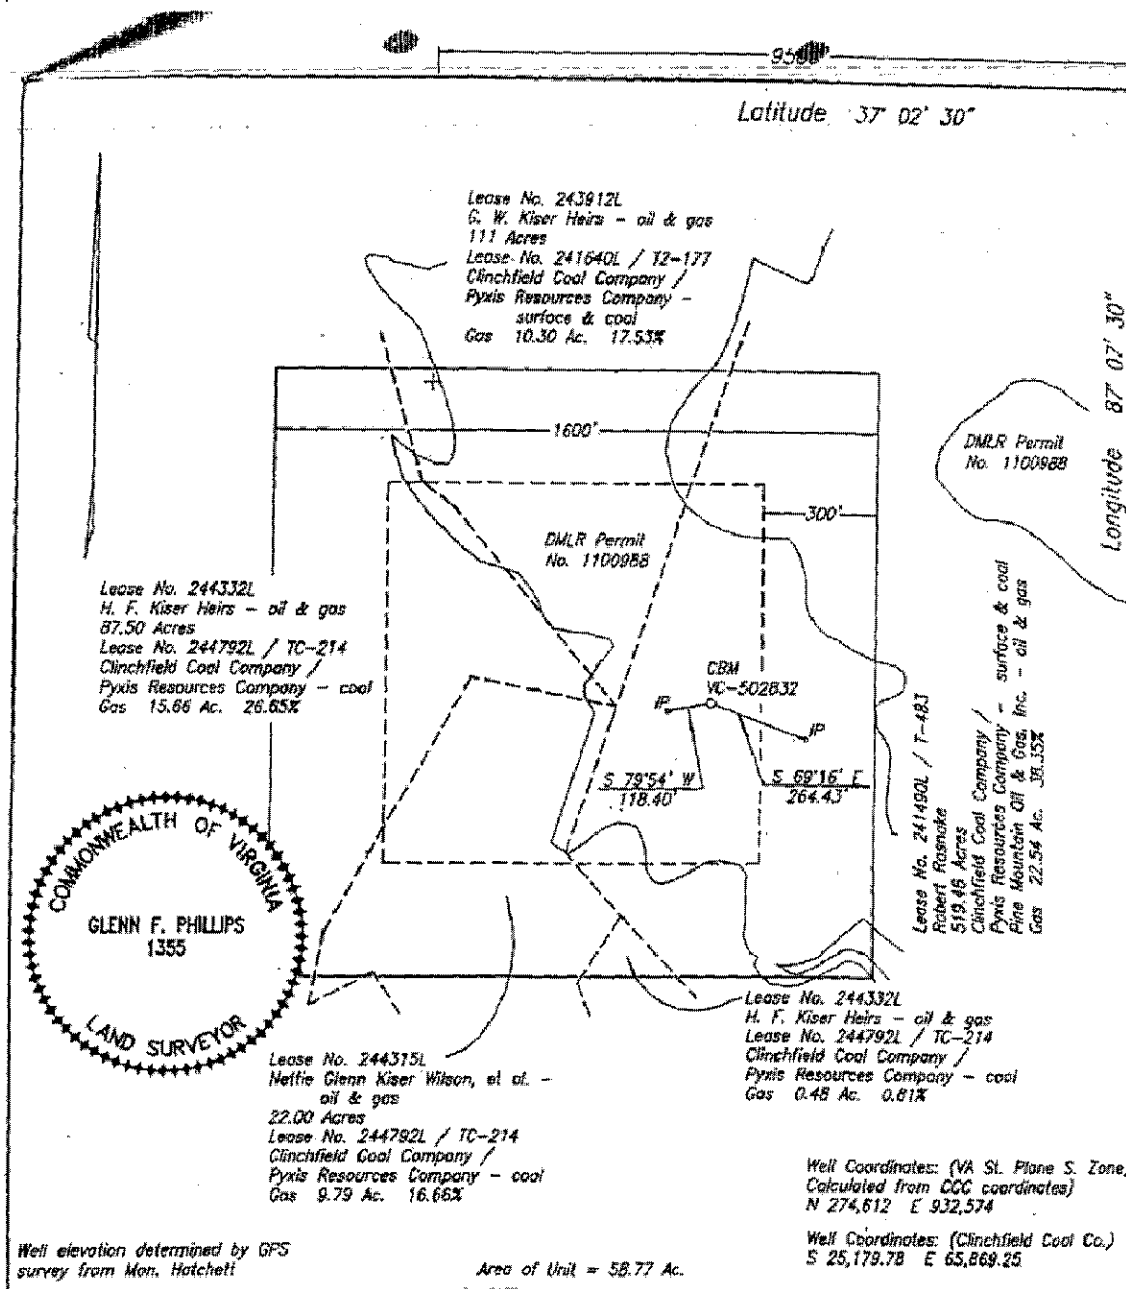 Latitude 37° 02' 30"
Lease No. 243912L
G. W. Kiser Heirs - oil & gas
111 Acres
Lease No. 241640L / T2-177
Clinchfield Coal Company /
Pyxis Resources Company -
surface & coal
Gas 10.30 Ac. 17.53%
Longitude 87° 07' 30"
1600'
DMLR Permit
No. 1100988
300'
DMLR Permit
No. 1100988
Lease No. 244332L
H. F. Kiser Heirs - oil & gas
87.50 Acres
Lease No. 244792L / TC-214
Clinchfield Coal Company /
Pyxis Resources Company - coal
Gas 15.66 Ac. 26.65%
CBM
VC-502832
IP
IP
S 79°54' W
118.40'
S 69°16' E
264.43'
Lease No. 241490L / T-483
Robert Rasnake
519.46 Acres
Clinchfield Coal Company /
Pyxis Resources Company - surface & coal
Pine Mountain Oil & Gas, Inc. - oil & gas
Gas 22.54 Ac. 38.35%
COMMONWEALTH OF VIRGINIA
GLENN F. PHILLIPS
1355
LAND SURVEYOR
Lease No. 244332L
H. F. Kiser Heirs - oil & gas
Lease No. 244792L / TC-214
Clinchfield Coal Company /
Pyxis Resources Company - coal
Gas 0.48 Ac. 0.81%
Lease No. 244315L
Nettie Glenn Kiser Wilson, et al. -
oil & gas
22.00 Acres
Lease No. 244792L / TC-214
Clinchfield Coal Company /
Pyxis Resources Company - coal
Gas 9.79 Ac. 16.66%
Well Coordinates: (VA St. Plane S. Zone,
Calculated from CCC coordinates)
N 274,612 E 932,574
Well Coordinates: (Clinchfield Coal Co.)
S 25,179.78 E 65,869.25
Well elevation determined by GPS
survey from Mon. Hatchett
Area of Unit = 58.77 Ac.